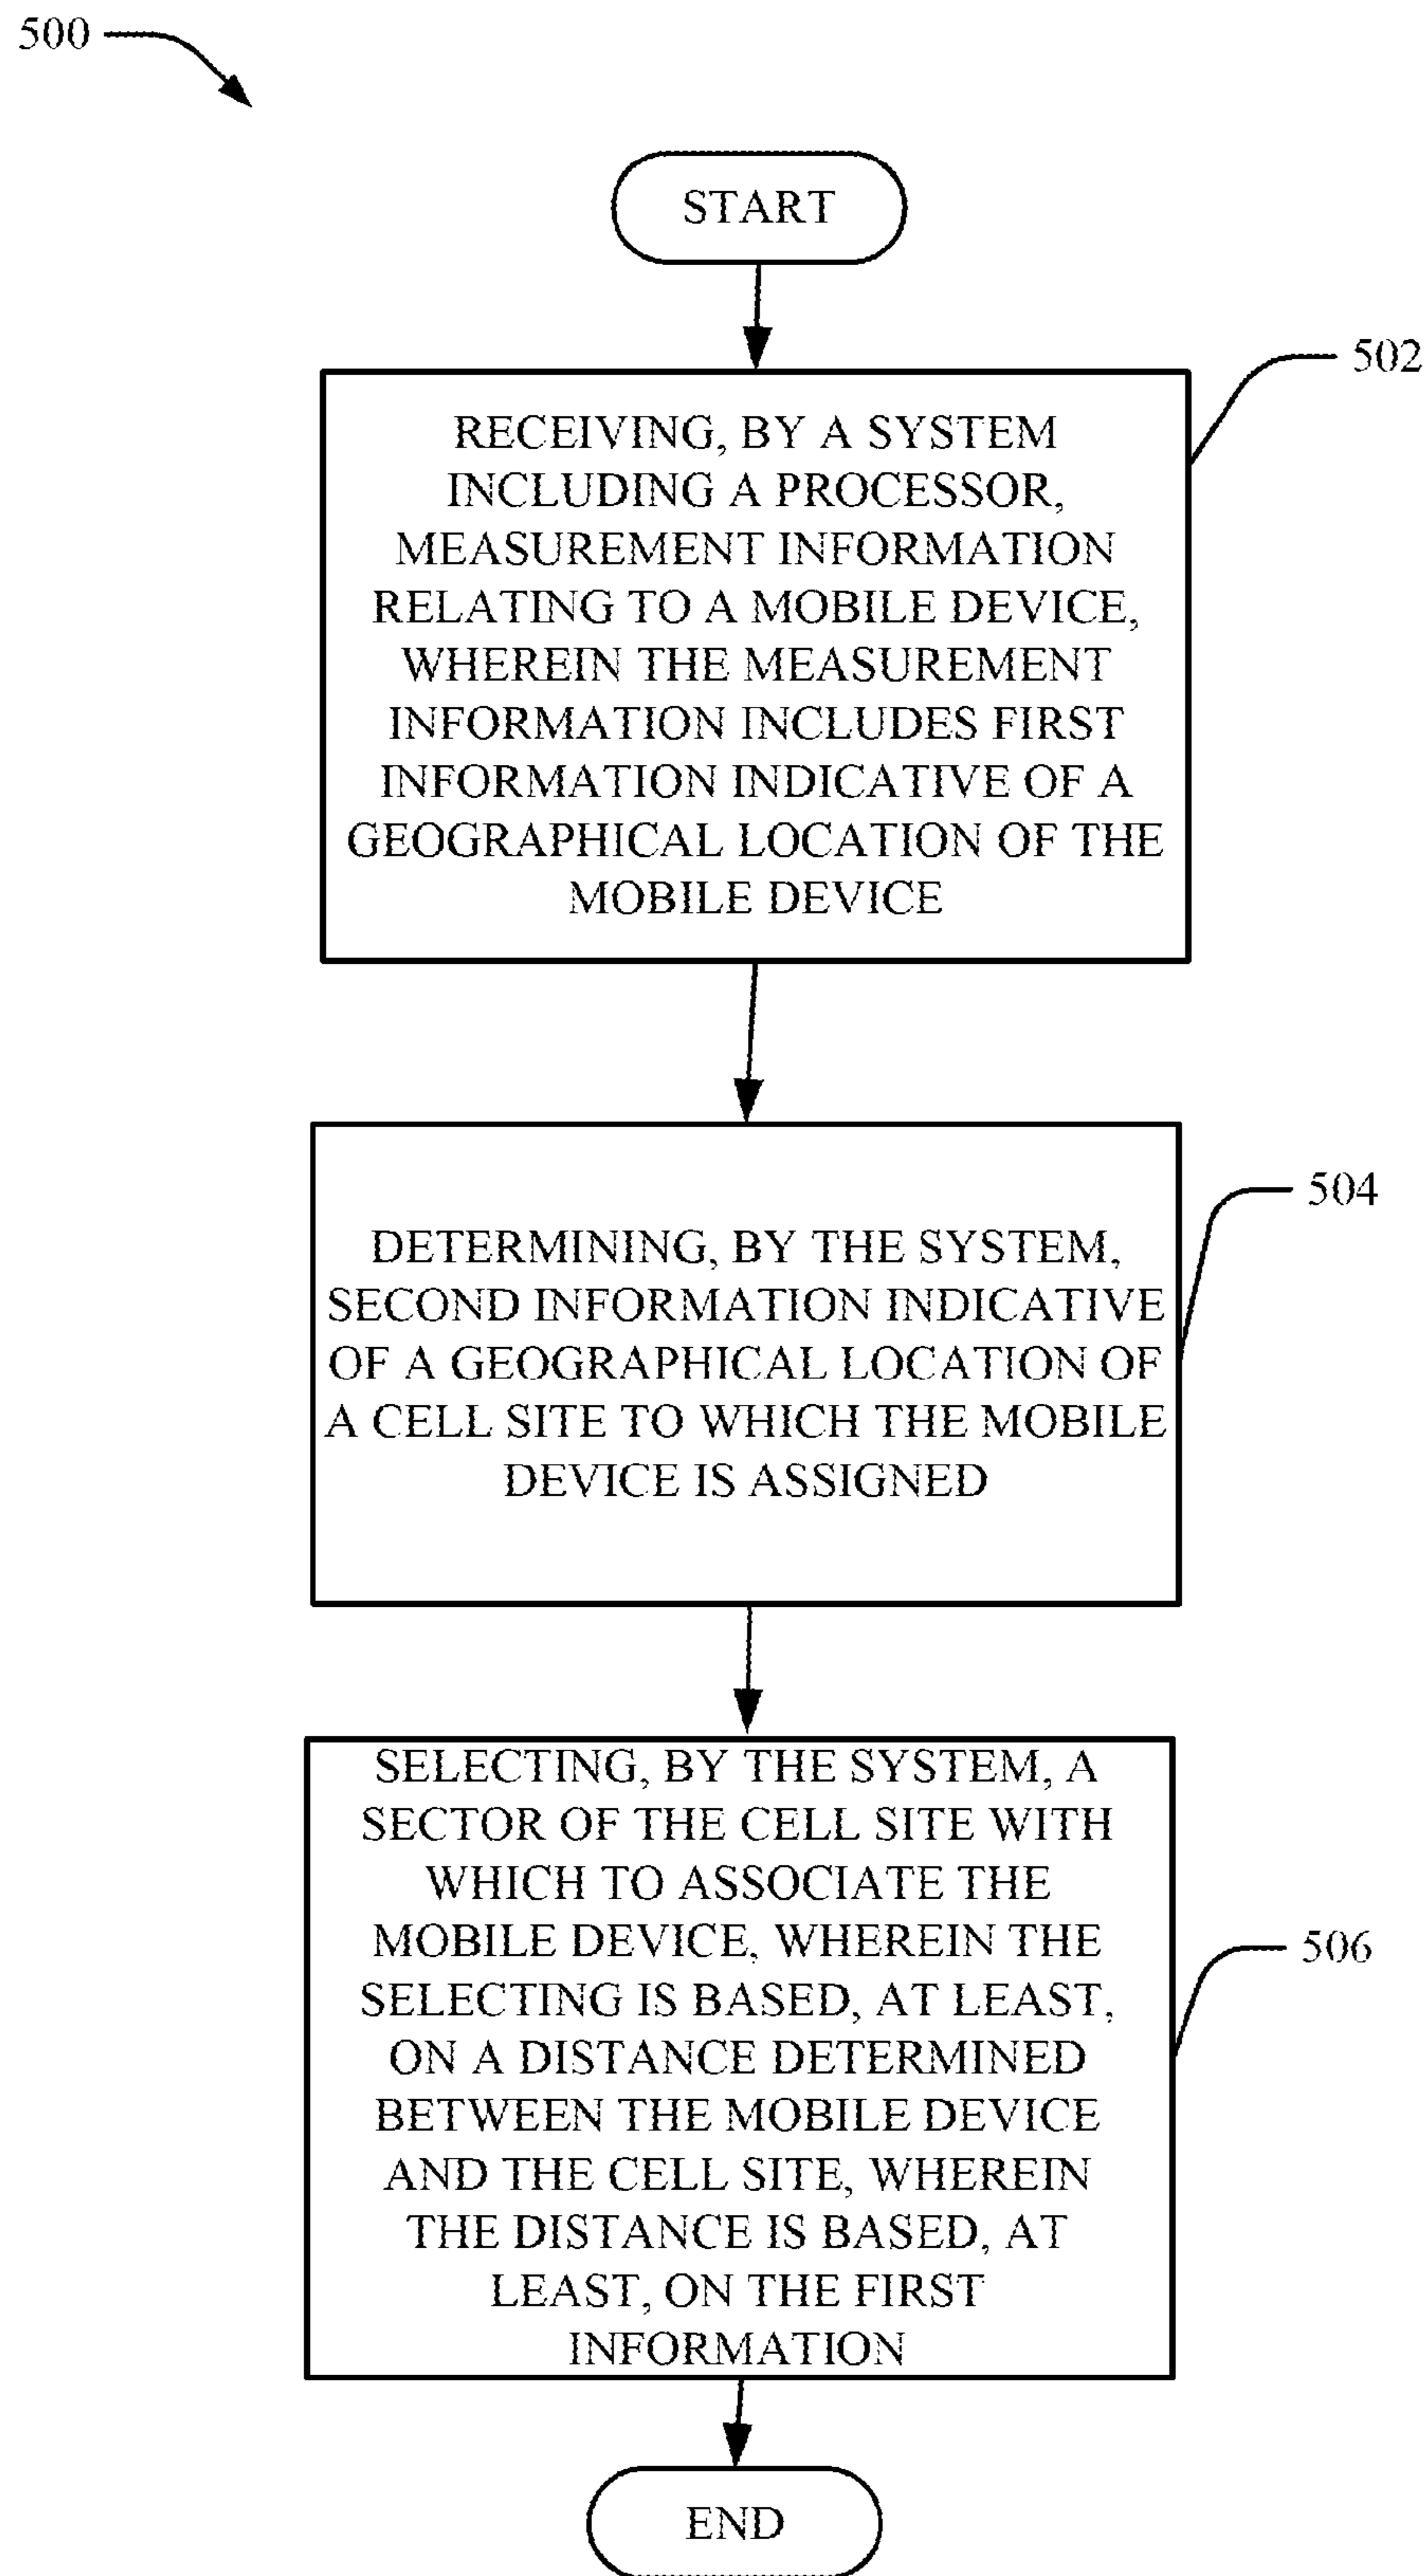 500
START
502
RECEIVING, BY A SYSTEM
INCLUDING A PROCESSOR,
MEASUREMENT INFORMATION
RELATING TO A MOBILE DEVICE,
WHEREIN THE MEASUREMENT
INFORMATION INCLUDES FIRST
INFORMATION INDICATIVE OF A
GEOGRAPHICAL LOCATION OF THE
MOBILE DEVICE
504
DETERMINING, BY THE SYSTEM,
SECOND INFORMATION INDICATIVE
OF A GEOGRAPHICAL LOCATION OF
A CELL SITE TO WHICH THE MOBILE
DEVICE IS ASSIGNED
SELECTING, BY THE SYSTEM, A
SECTOR OF THE CELL SITE WITH
WHICH TO ASSOCIATE THE
MOBILE DEVICE, WHEREIN THE
506
SELECTING IS BASED, AT LEAST,
ON A DISTANCE DETERMINED
BETWEEN THE MOBILE DEVICE
AND THE CELL SITE, WHEREIN
THE DISTANCE IS BASED, AT
LEAST, ON THE FIRST
INFORMATION
END